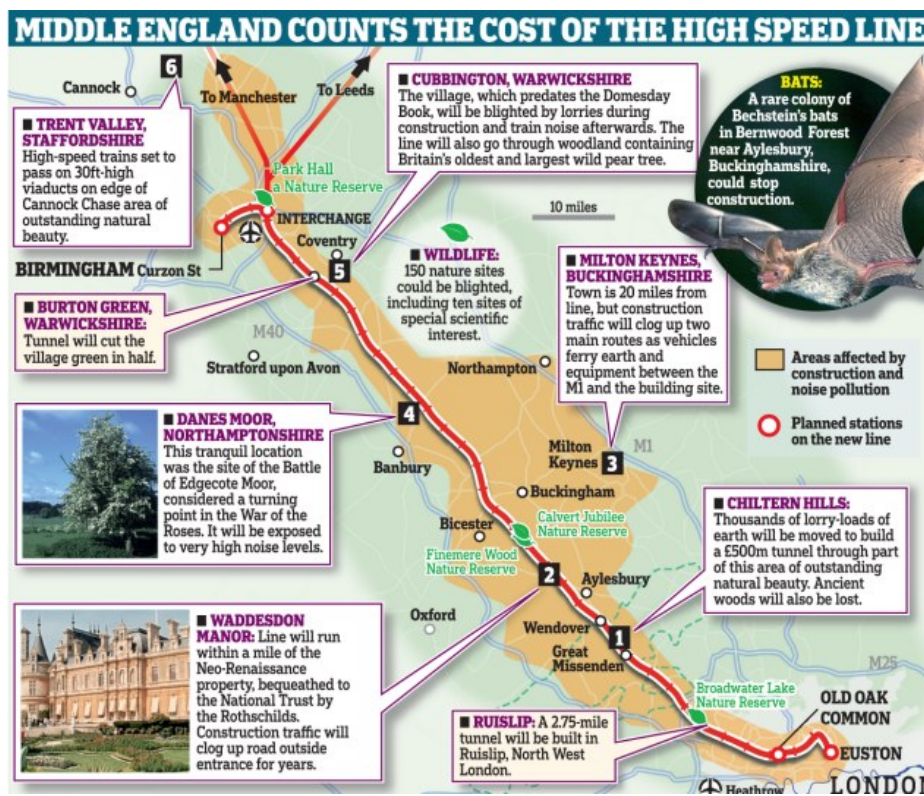 MIDDLE ENGLAND COUNTS THE COST OF THE HIGH SPEED LINE
6
Cannock
To Manchester
To Leeds
■ TRENT VALLEY,
STAFFORDSHIRE
High-speed trains set to
pass on 30ft-high
viaducts on edge of
Cannock Chase area of
outstanding natural
beauty.
■ CUBBINGTON, WARWICKSHIRE
The village, which predates the Domesday
Book, will be blighted by lorries during
construction and train noise afterwards. The
line will also go through woodland containing
Britain's oldest and largest wild pear tree.
BATS:
A rare colony of
Bechstein's bats
in Bernwood Forest
near Aylesbury,
Buckinghamshire,
could stop
construction.
Park Hall
a Nature Reserve
INTERCHANGE
10 miles
Coventry
5
BIRMINGHAM Curzon St
■ WILDLIFE:
150 nature sites
could be blighted,
including ten sites of
special scientific
interest.
■ MILTON KEYNES,
BUCKINGHAMSHIRE
Town is 20 miles from
line, but construction
traffic will clog up two
main routes as vehicles
ferry earth and
equipment between the
M1 and the building site.
■ BURTON GREEN,
WARWICKSHIRE:
Tunnel will cut the
village green in half.
M40
Stratford upon Avon
Northampton
Areas affected by
construction and
noise pollution
Planned stations
on the new line
4
■ DANES MOOR,
NORTHAMPTONSHIRE
This tranquil location
was the site of the Battle
of Edgecote Moor,
considered a turning
point in the War of the
Roses. It will be exposed
to very high noise levels.
Banbury
Milton
Keynes
3
M1
Buckingham
Bicester
Calvert Jubilee
Nature Reserve
Finemere Wood
Nature Reserve
■ CHILTERN HILLS:
Thousands of lorry-loads of
earth will be moved to build
a £500m tunnel through part
of this area of outstanding
natural beauty. Ancient
woods will also be lost.
2
Aylesbury
Oxford
■ WADDESDON
MANOR: Line will run
within a mile of the
Neo-Renaissance
property, bequeathed to
the National Trust by
the Rothschilds.
Construction traffic will
clog up road outside
entrance for years.
Wendover
1
Great
Missenden
M25
Broadwater Lake
Nature Reserve
■ RUISLIP: A 2.75-mile
tunnel will be built in
Ruislip, North West
London.
OLD OAK
COMMON
EUSTON
Heathrow
LONDON